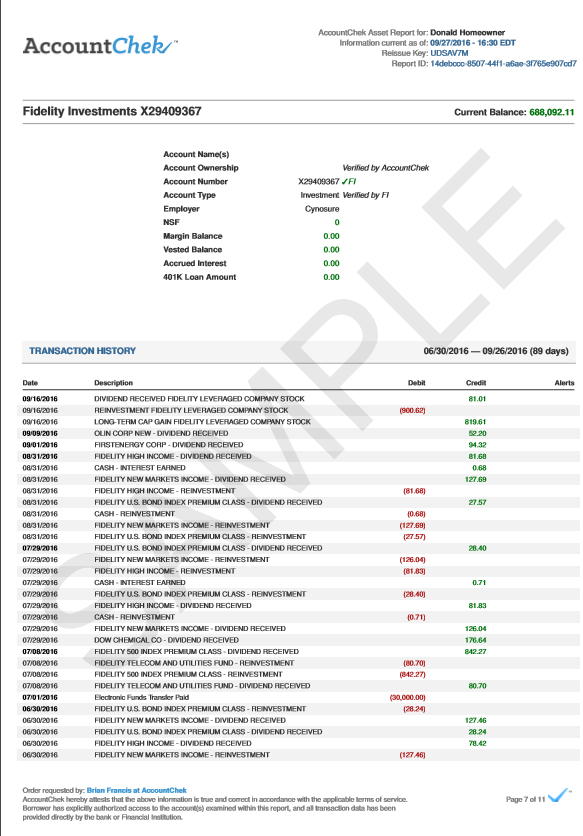 AccountChek™
AccountChek Asset Report for: Donald Homeowner
Information current as of: 09/27/2016 - 16:30 EDT
Reissue Key: UDSAV7M
Report ID: 14debccc-8507-44f1-a6ae-3f765e907cd7
Fidelity Investments X29409367 Current Balance: 688,092.11
Account Name(s)
Account Ownership Verified by AccountChek
Account Number X29409367 ✓FI
Account Type Investment Verified by FI
Employer Cynosure
NSF 0
Margin Balance 0.00
Vested Balance 0.00
Accrued Interest 0.00
401K Loan Amount 0.00
SAMPLE
TRANSACTION HISTORY 06/30/2016 — 09/26/2016 (89 days)
Date Description Debit Credit Alerts
09/16/2016 DIVIDEND RECEIVED FIDELITY LEVERAGED COMPANY STOCK 81.01
09/16/2016 REINVESTMENT FIDELITY LEVERAGED COMPANY STOCK (900.62)
09/16/2016 LONG-TERM CAP GAIN FIDELITY LEVERAGED COMPANY STOCK 819.61
09/09/2016 OLIN CORP NEW - DIVIDEND RECEIVED 52.20
09/01/2016 FIRSTENERGY CORP - DIVIDEND RECEIVED 94.32
08/31/2016 FIDELITY HIGH INCOME - DIVIDEND RECEIVED 81.68
08/31/2016 CASH - INTEREST EARNED 0.68
08/31/2016 FIDELITY NEW MARKETS INCOME - DIVIDEND RECEIVED 127.69
08/31/2016 FIDELITY HIGH INCOME - REINVESTMENT (81.68)
08/31/2016 FIDELITY U.S. BOND INDEX PREMIUM CLASS - DIVIDEND RECEIVED 27.57
08/31/2016 CASH - REINVESTMENT (0.68)
08/31/2016 FIDELITY NEW MARKETS INCOME - REINVESTMENT (127.69)
08/31/2016 FIDELITY U.S. BOND INDEX PREMIUM CLASS - REINVESTMENT (27.57)
07/29/2016 FIDELITY U.S. BOND INDEX PREMIUM CLASS - DIVIDEND RECEIVED 28.40
07/29/2016 FIDELITY NEW MARKETS INCOME - REINVESTMENT (126.04)
07/29/2016 FIDELITY HIGH INCOME - REINVESTMENT (81.83)
07/29/2016 CASH - INTEREST EARNED 0.71
07/29/2016 FIDELITY U.S. BOND INDEX PREMIUM CLASS - REINVESTMENT (28.40)
07/29/2016 FIDELITY HIGH INCOME - DIVIDEND RECEIVED 81.83
07/29/2016 CASH - REINVESTMENT (0.71)
07/29/2016 FIDELITY NEW MARKETS INCOME - DIVIDEND RECEIVED 126.04
07/29/2016 DOW CHEMICAL CO - DIVIDEND RECEIVED 176.64
07/08/2016 FIDELITY 500 INDEX PREMIUM CLASS - DIVIDEND RECEIVED 842.27
07/08/2016 FIDELITY TELECOM AND UTILITIES FUND - REINVESTMENT (80.70)
07/08/2016 FIDELITY 500 INDEX PREMIUM CLASS - REINVESTMENT (842.27)
07/08/2016 FIDELITY TELECOM AND UTILITIES FUND - DIVIDEND RECEIVED 80.70
07/01/2016 Electronic Funds Transfer Paid (30,000.00)
06/30/2016 FIDELITY U.S. BOND INDEX PREMIUM CLASS - REINVESTMENT (28.24)
06/30/2016 FIDELITY NEW MARKETS INCOME - DIVIDEND RECEIVED 127.46
06/30/2016 FIDELITY U.S. BOND INDEX PREMIUM CLASS - DIVIDEND RECEIVED 28.24
06/30/2016 FIDELITY HIGH INCOME - DIVIDEND RECEIVED 78.42
06/30/2016 FIDELITY NEW MARKETS INCOME - REINVESTMENT (127.46)
Order requested by: Brian Francis at AccountChek
AccountChek hereby attests that the above information is true and correct in accordance with the applicable terms of service.
Borrower has explicitly authorized access to the account(s) examined within this report, and all transaction data has been
provided directly by the bank or Financial Institution.
Page 7 of 11